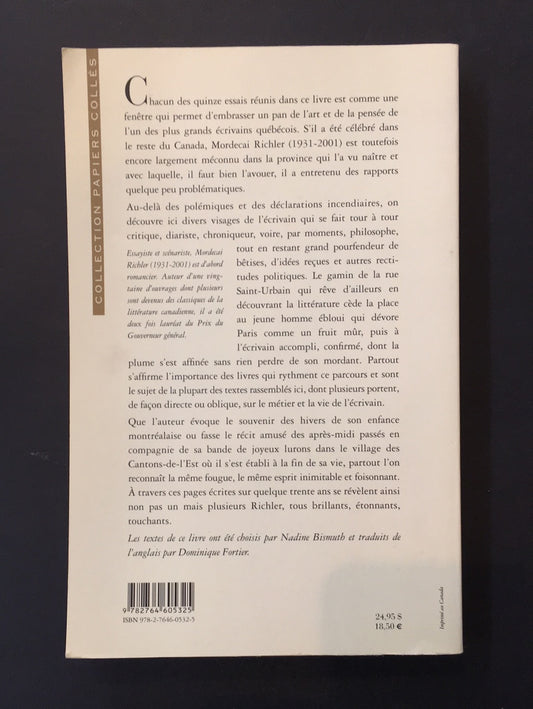 COLLECTION PAPIERS COLLÉS
Chacun des quinze essais réunis dans ce livre est comme une
fenêtre qui permet d'embrasser un pan de l'art et de la pensée de
l'un des plus grands écrivains québécois. S'il a été célébré dans
le reste du Canada, Mordecai Richler (1931-2001) est toutefois
encore largement méconnu dans la province qui l'a vu naître et
avec laquelle, il faut bien l'avouer, il a entretenu des rapports
quelque peu problématiques.
Au-delà des polémiques et des déclarations incendiaires, on
découvre ici divers visages de l'écrivain qui se fait tour à tour
critique, diariste, chroniqueur, voire, par moments, philosophe,
tout en restant grand pourfendeur de
bêtises, d'idées reçues et autres recti-
tudes politiques. Le gamin de la rue
Saint-Urbain qui rêve d'ailleurs en
découvrant la littérature cède la place
au jeune homme ébloui qui dévore
Paris comme un fruit mûr, puis à
l'écrivain accompli, confirmé, dont la
plume s'est affinée sans rien perdre de son mordant. Partout
s'affirme l'importance des livres qui rythment ce parcours et sont
le sujet de la plupart des textes rassemblés ici, dont plusieurs portent,
de façon directe ou oblique, sur le métier et la vie de l'écrivain.
Essayiste et scénariste, Mordecai
Richler (1931-2001) est d'abord
romancier. Auteur d'une ving-
taine d'ouvrages dont plusieurs
sont devenus des classiques de la
littérature canadienne, il a été
deux fois lauréat du Prix du
Gouverneur général.
Que l'auteur évoque le souvenir des hivers de son enfance
montréalaise ou fasse le récit amusé des après-midi passés en
compagnie de sa bande de joyeux lurons dans le village des
Cantons-de-l'Est où il s'est établi à la fin de sa vie, partout l'on
reconnaît la même fougue, le même esprit inimitable et foisonnant.
À travers ces pages écrites sur quelque trente ans se révèlent ainsi
non pas un mais plusieurs Richler, tous brillants, étonnants,
touchants.
Les textes de ce livre ont été choisis par Nadine Bismuth et traduits de
l'anglais par Dominique Fortier.
9 782764 605325
ISBN 978-2-7646-0532-5
24,95 $
18,50 €
Imprimé au Canada